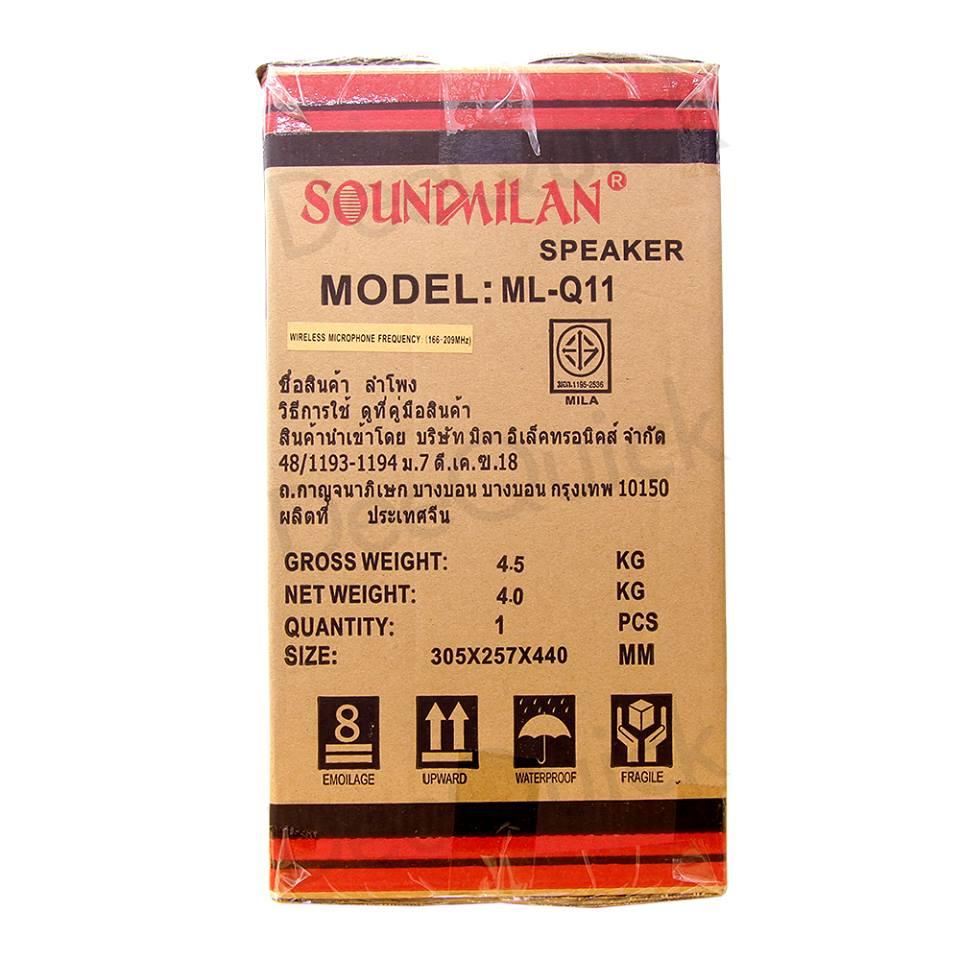 SOUNDMILAN®
SPEAKER
MODEL: ML-Q11
WIRELESS MICROPHONE FREQUENCY: (166-209MHz)
มอก.1195-2536
MILA
ชื่อสินค้า ลำโพง
วิธีการใช้ ดูที่คู่มือสินค้า
สินค้านำเข้าโดย บริษัท มิลา อิเล็คทรอนิคส์ จำกัด
48/1193-1194 ม.7 ดี.เค.ฃ.18
ถ.กาญจนาภิเษก บางบอน บางบอน กรุงเทพ 10150
ผลิตที่ ประเทศจีน
GROSS WEIGHT: 4.5 KG
NET WEIGHT: 4.0 KG
QUANTITY: 1 PCS
SIZE: 305X257X440 MM
8
EMOILAGE UPWARD WATERPROOF FRAGILE